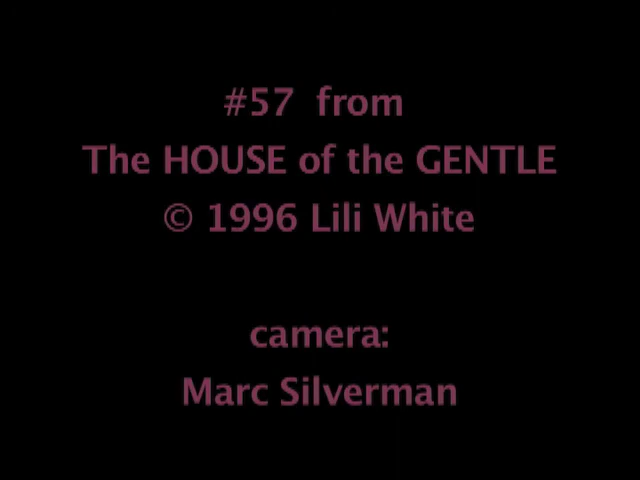 #57 from
The HOUSE of the GENTLE
© 1996 Lili White
camera:
Marc Silverman